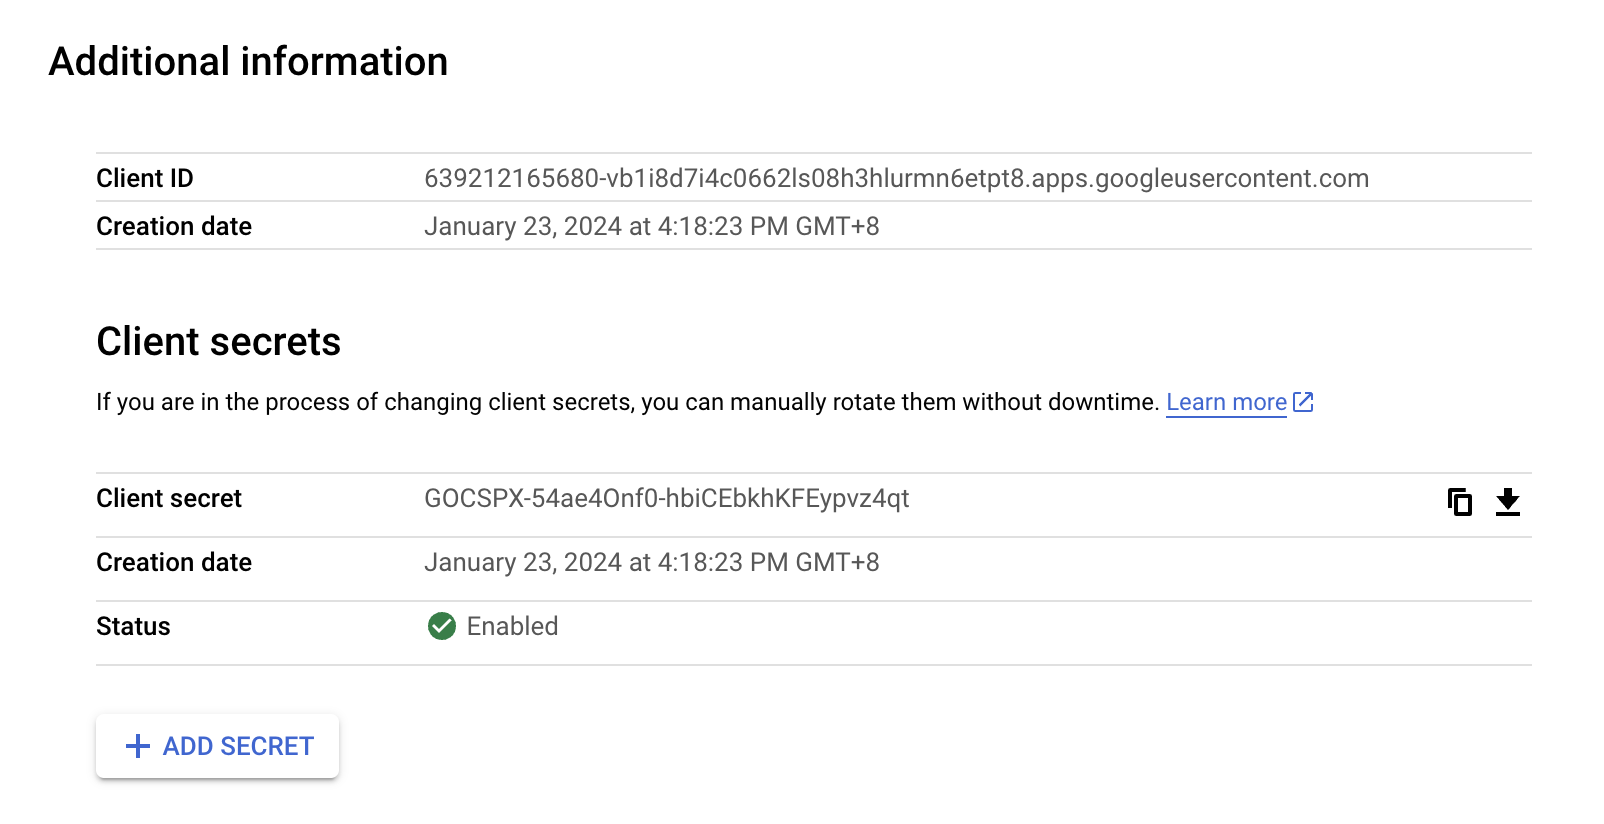 Additional information
Client ID 639212165680-vb1i8d7i4c0662ls08h3hlurmn6etpt8.apps.googleusercontent.com
Creation date January 23, 2024 at 4:18:23 PM GMT+8
Client secrets
If you are in the process of changing client secrets, you can manually rotate them without downtime. Learn more
Client secret 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
Creation date January 23, 2024 at 4:18:23 PM GMT+8
Status Enabled
ADD SECRET